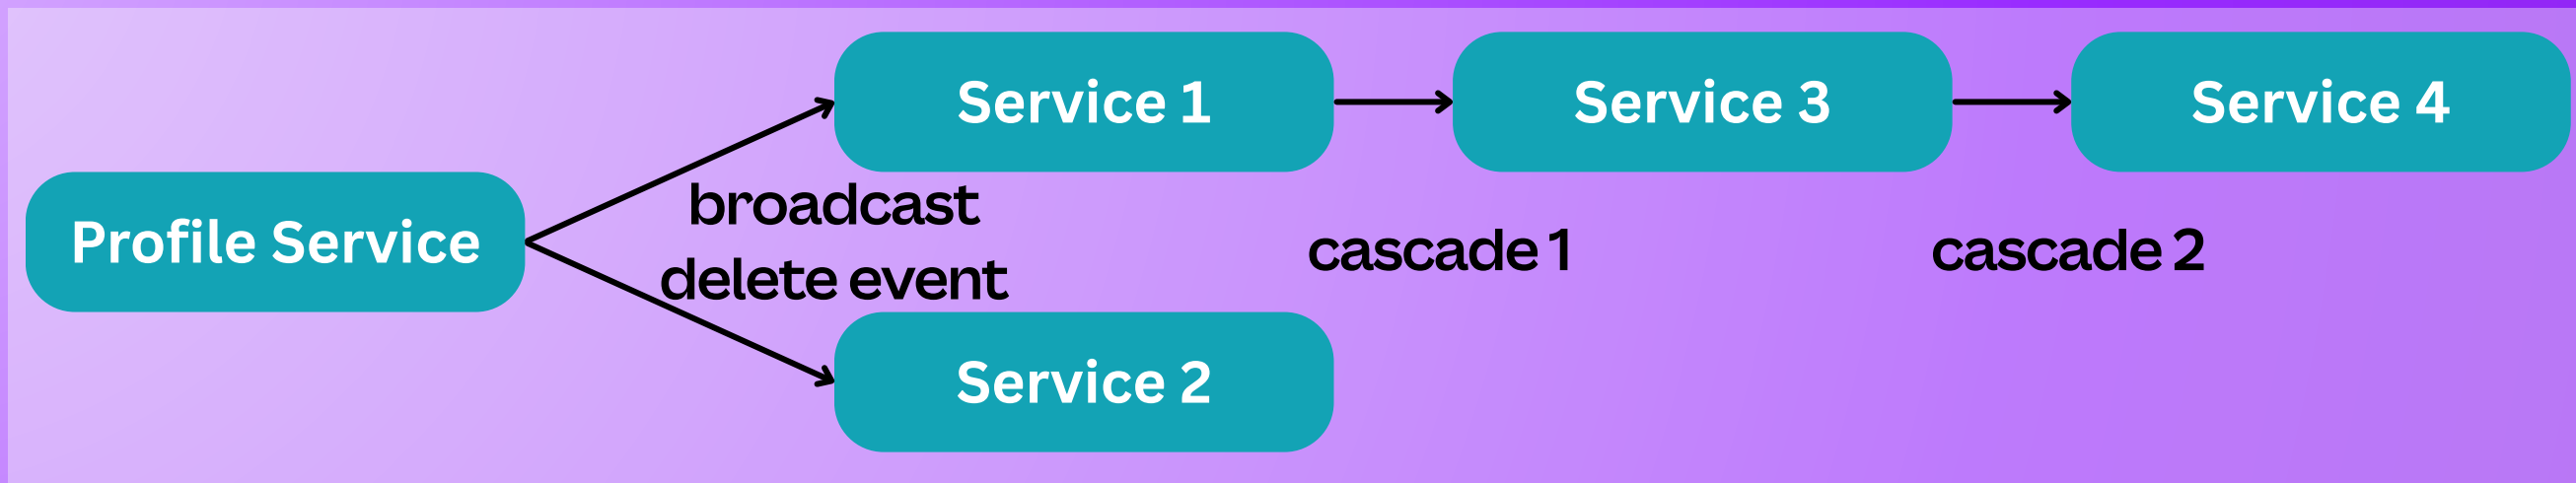 Profile Service
broadcast
delete event
Service 1
Service 2
cascade 1
Service 3
cascade 2
Service 4